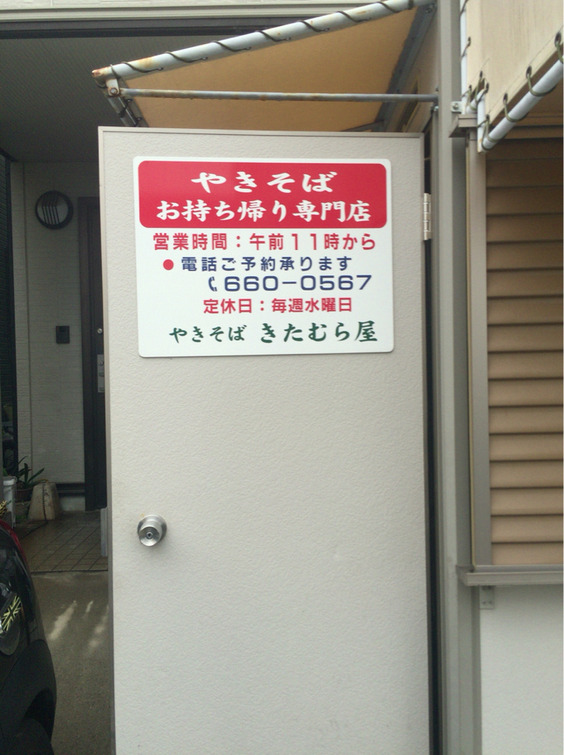 やきそば
お持ち帰り専門店
営業時間：午前11時から
●電話ご予約承ります
660-0567
定休日：毎週水曜日
やきそば きたむら屋